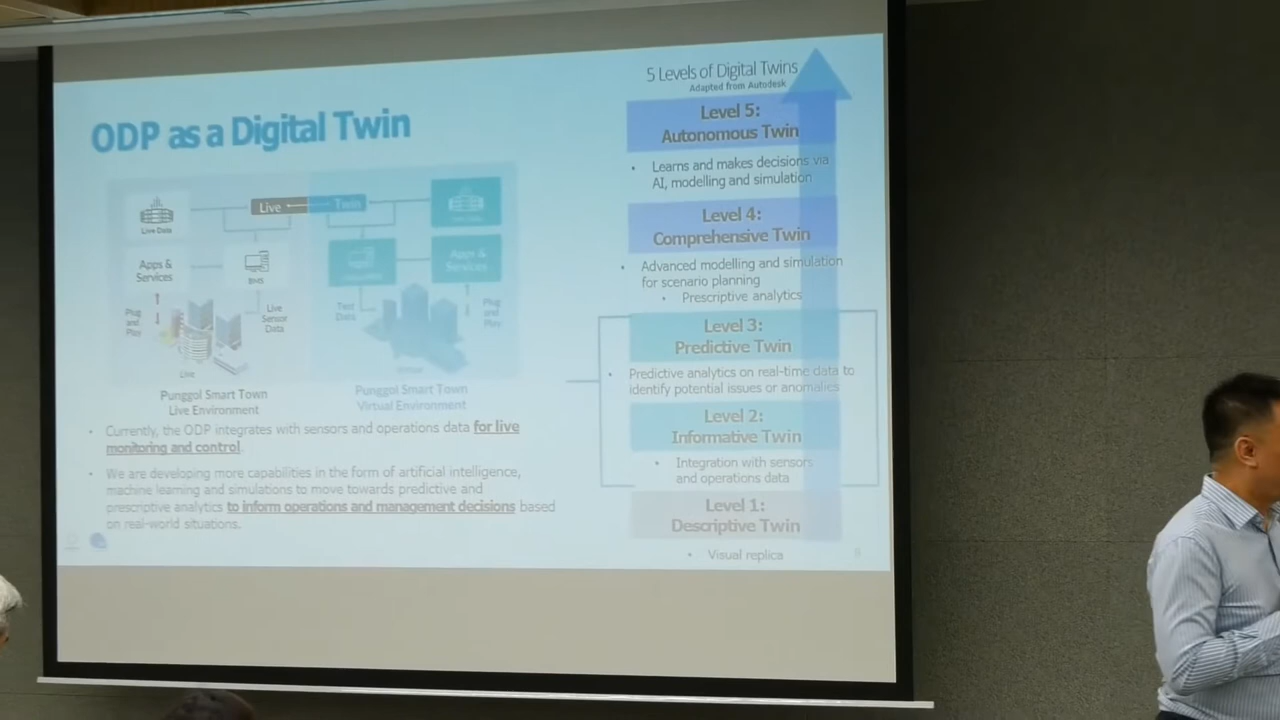 5 Levels of Digital Twins
Adapted from Autodesk
ODP as a Digital Twin
Live
Twin
Live Data
Apps &
Services
BMS
Plug
and
Play
Live
Sensor
Data
Live
Apps &
Services
Test
Data
Plug
and
Play
Punggol Smart Town
Live Environment
Punggol Smart Town
Virtual Environment
• Currently, the ODP integrates with sensors and operations data for live
monitoring and control.
• We are developing more capabilities in the form of artificial intelligence,
machine learning and simulations to move towards predictive and
prescriptive analytics to inform operations and management decisions based
on real-world situations.
Level 5:
Autonomous Twin
• Learns and makes decisions via
AI, modelling and simulation
Level 4:
Comprehensive Twin
• Advanced modelling and simulation
for scenario planning
• Prescriptive analytics
Level 3:
Predictive Twin
• Predictive analytics on real-time data to
identify potential issues or anomalies
Level 2:
Informative Twin
• Integration with sensors
and operations data
Level 1:
Descriptive Twin
• Visual replica